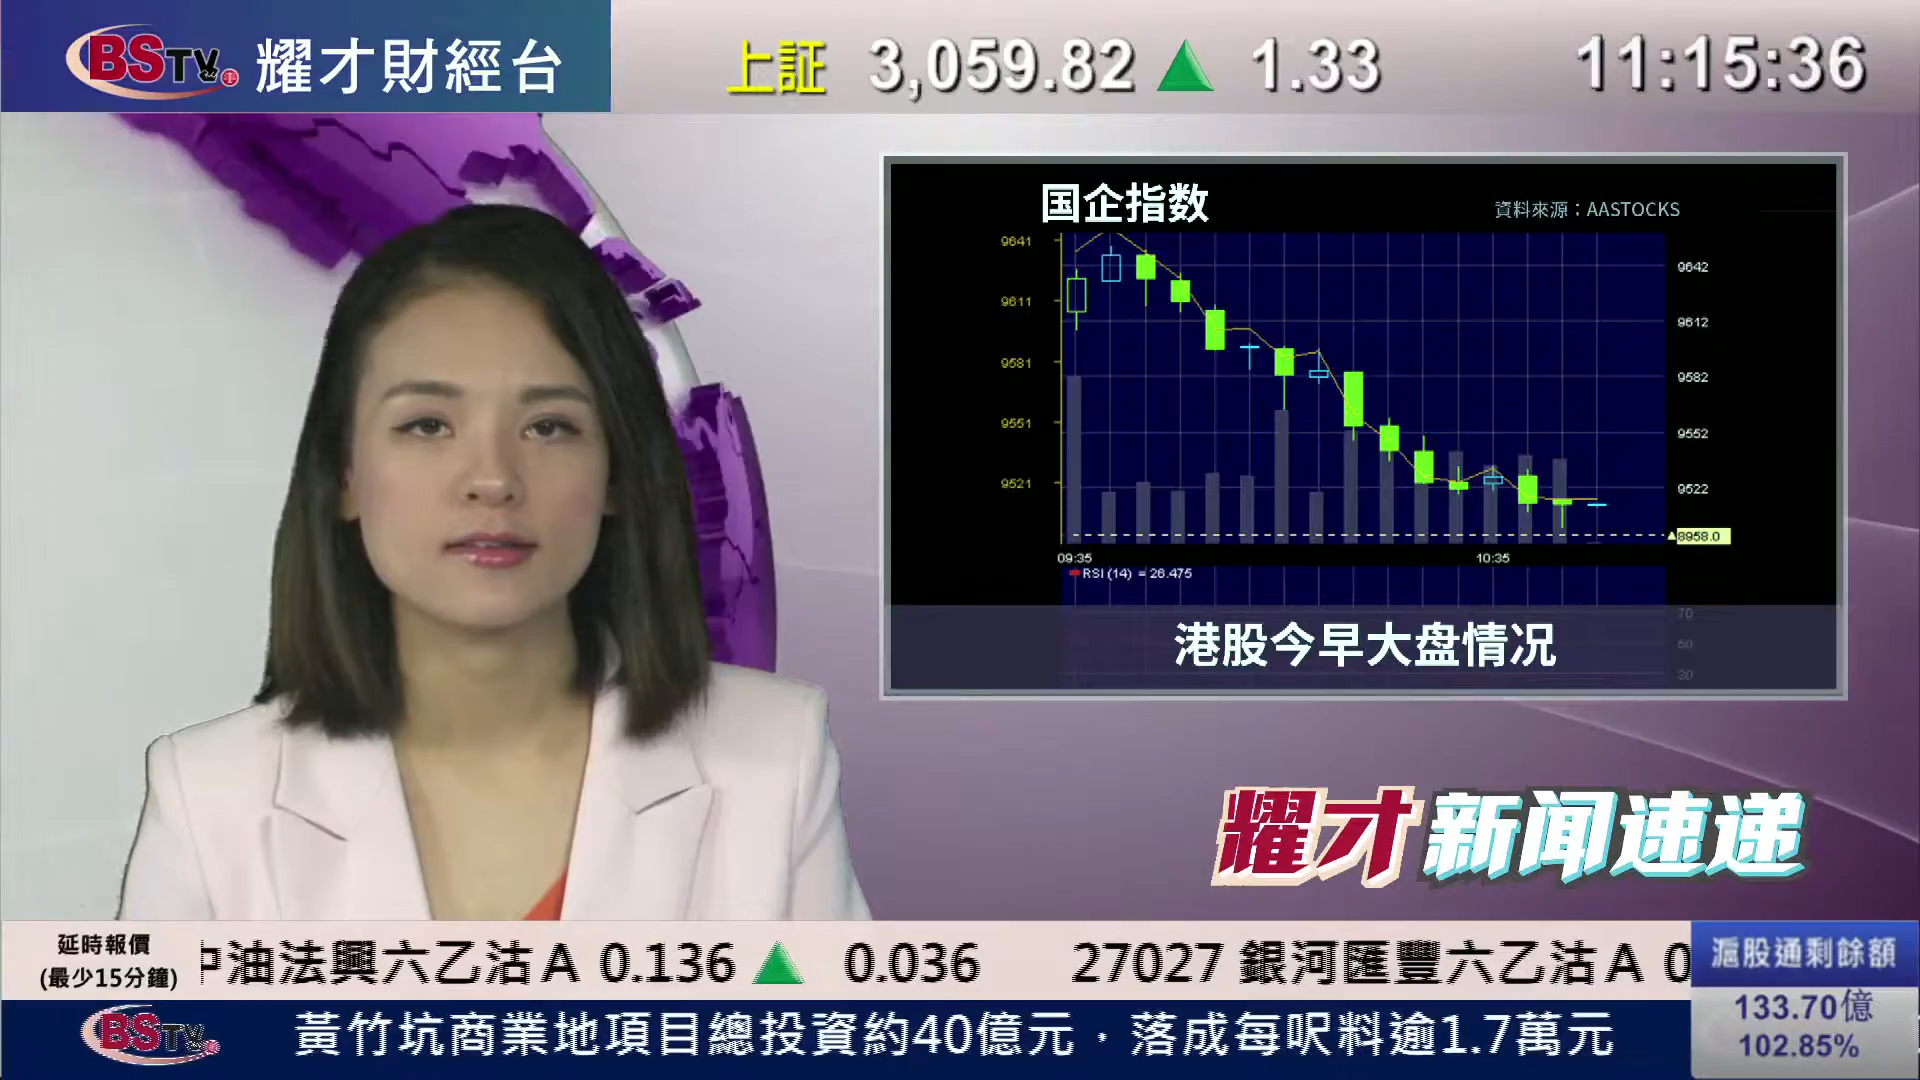 BSTV 耀才財經台
上証 3,059.82 ▲ 1.33
11:15:36
国企指数
資料來源：AASTOCKS
9641
9611
9581
9551
9521
9642
9612
9582
9552
9522
8958.0
09:35
10:35
RSI (14) = 26.475
70
50
30
港股今早大盘情况
耀才新闻速递
延時報價
(最少15分鐘)
中油法興六乙沽A 0.136 ▲ 0.036 27027 銀河匯豐六乙沽A 0
滬股通剩餘額
133.70億
102.85%
BSTV
黃竹坑商業地項目總投資約40億元，落成每呎料逾1.7萬元